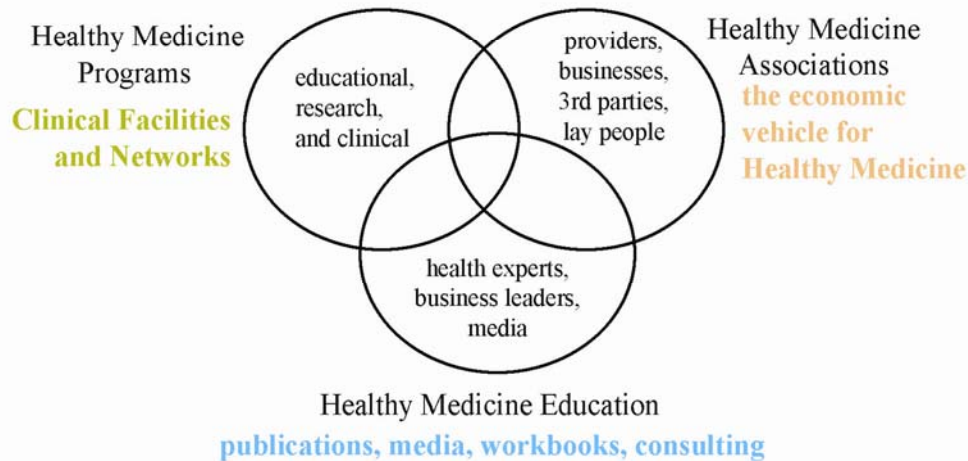 Healthy Medicine
Programs
Clinical Facilities
and Networks
educational,
research,
and clinical
providers,
businesses,
3rd parties,
lay people
Healthy Medicine
Associations
the economic
vehicle for
Healthy Medicine
health experts,
business leaders,
media
Healthy Medicine Education
publications, media, workbooks, consulting